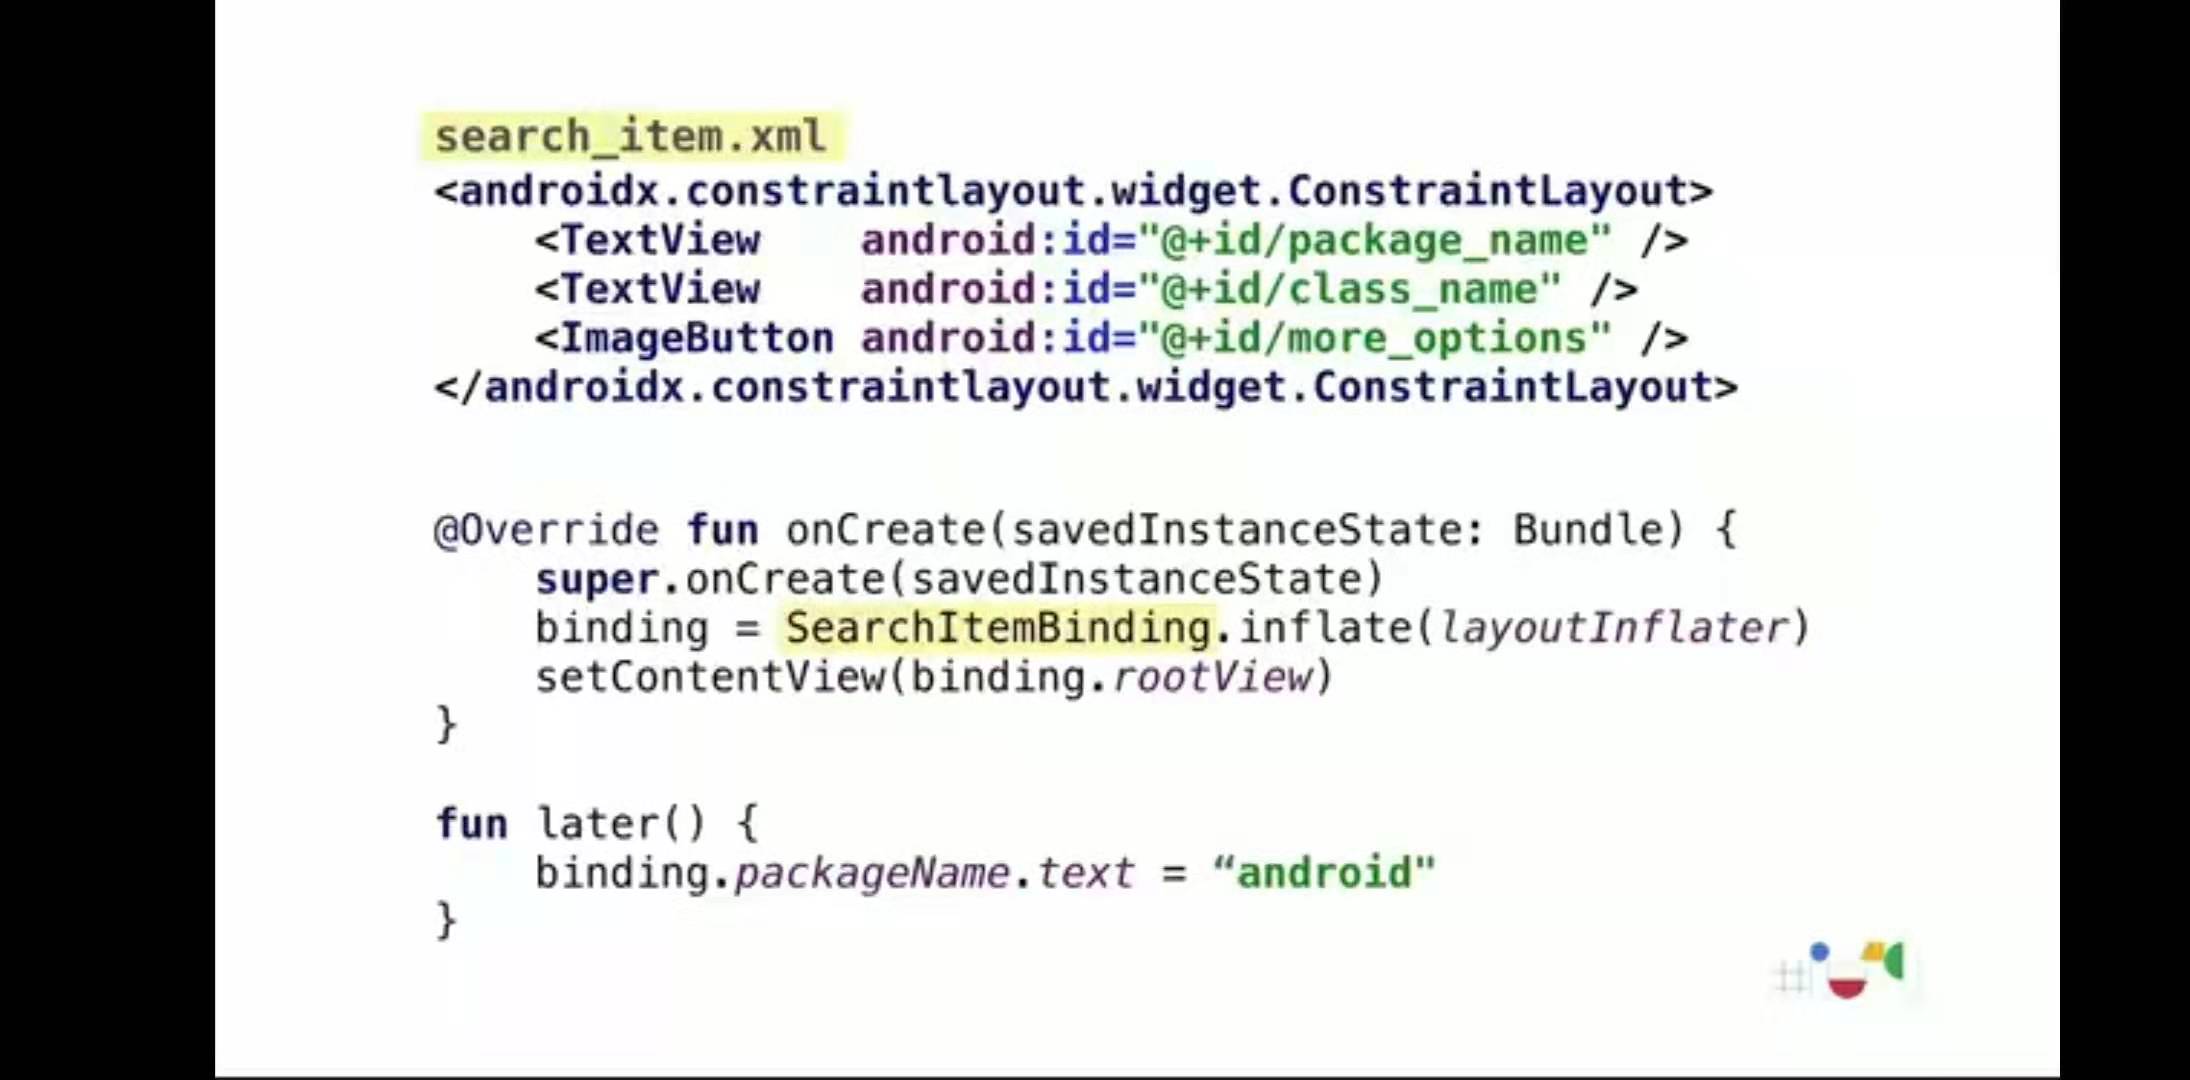 search_item.xml
<androidx.constraintlayout.widget.ConstraintLayout>
    <TextView    android:id="@+id/package_name" />
    <TextView    android:id="@+id/class_name" />
    <ImageButton android:id="@+id/more_options" />
</androidx.constraintlayout.widget.ConstraintLayout>
@Override fun onCreate(savedInstanceState: Bundle) {
    super.onCreate(savedInstanceState)
    binding = SearchItemBinding.inflate(layoutInflater)
    setContentView(binding.rootView)
}
fun later() {
    binding.packageName.text = “android"
}